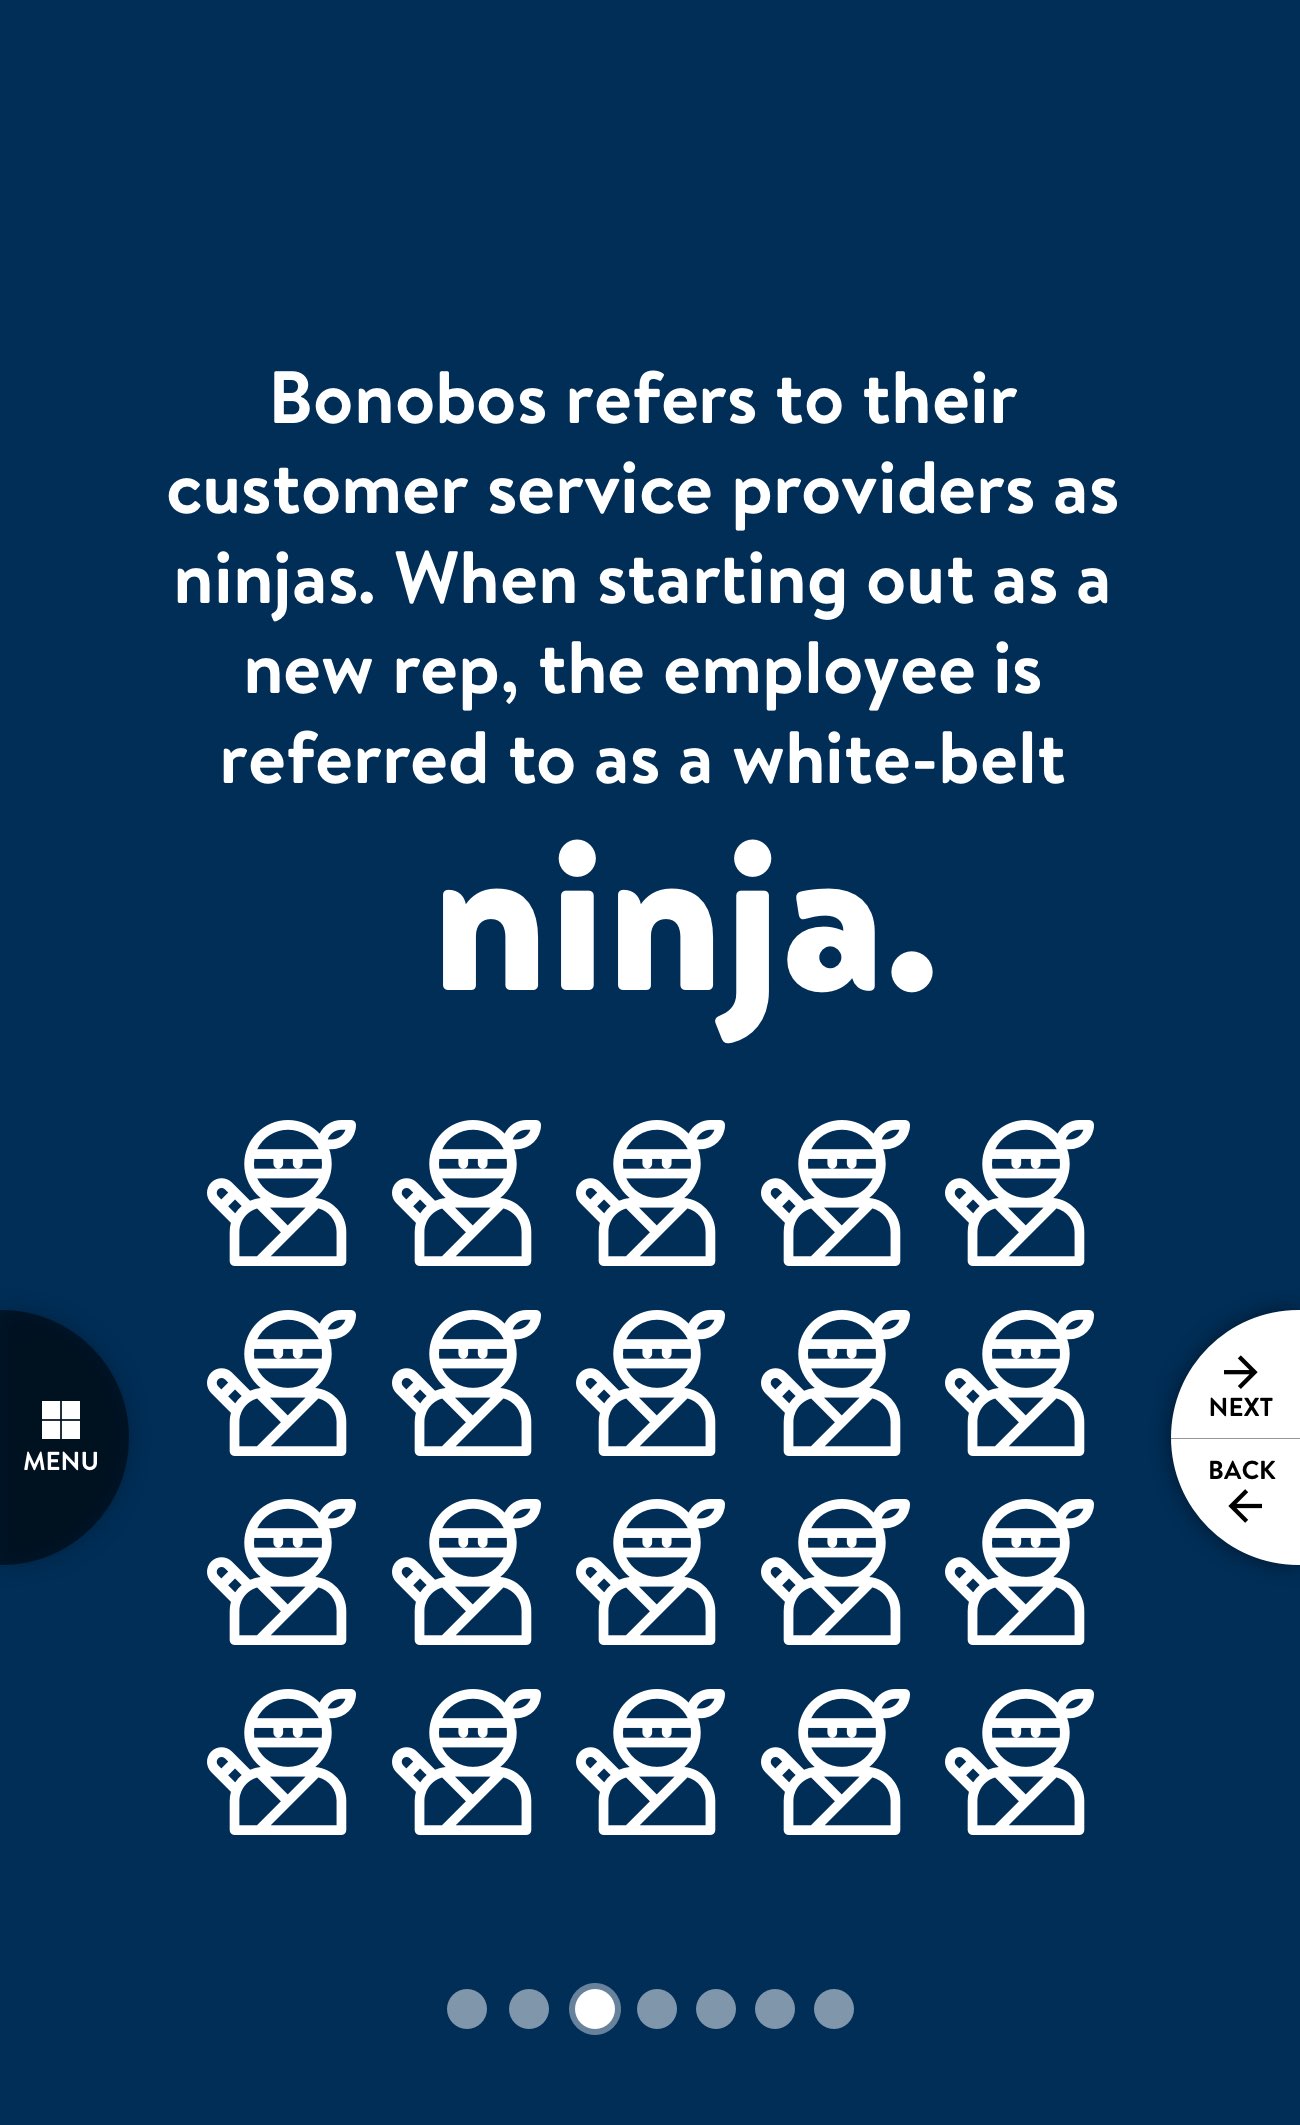 Bonobos refers to their
customer service providers as
ninjas. When starting out as a
new rep, the employee is
referred to as a white-belt
ninja.
MENU
NEXT
BACK